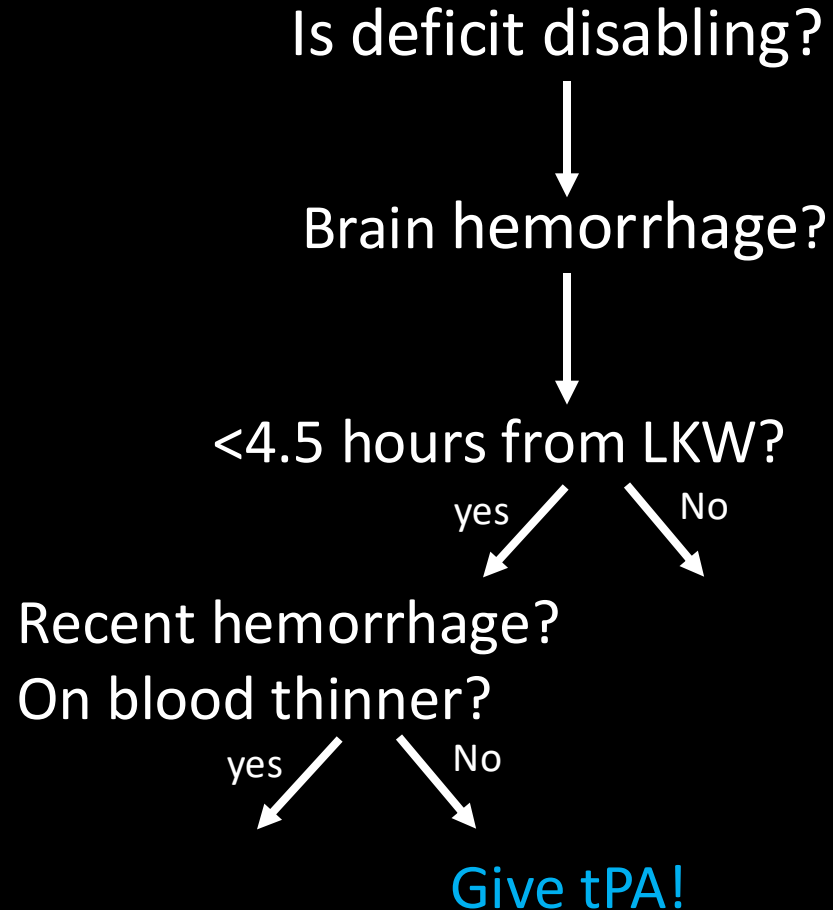 Is deficit disabling?
Brain hemorrhage?
<4.5 hours from LKW?
yes
No
Recent hemorrhage?
On blood thinner?
yes
No
Give tPA!